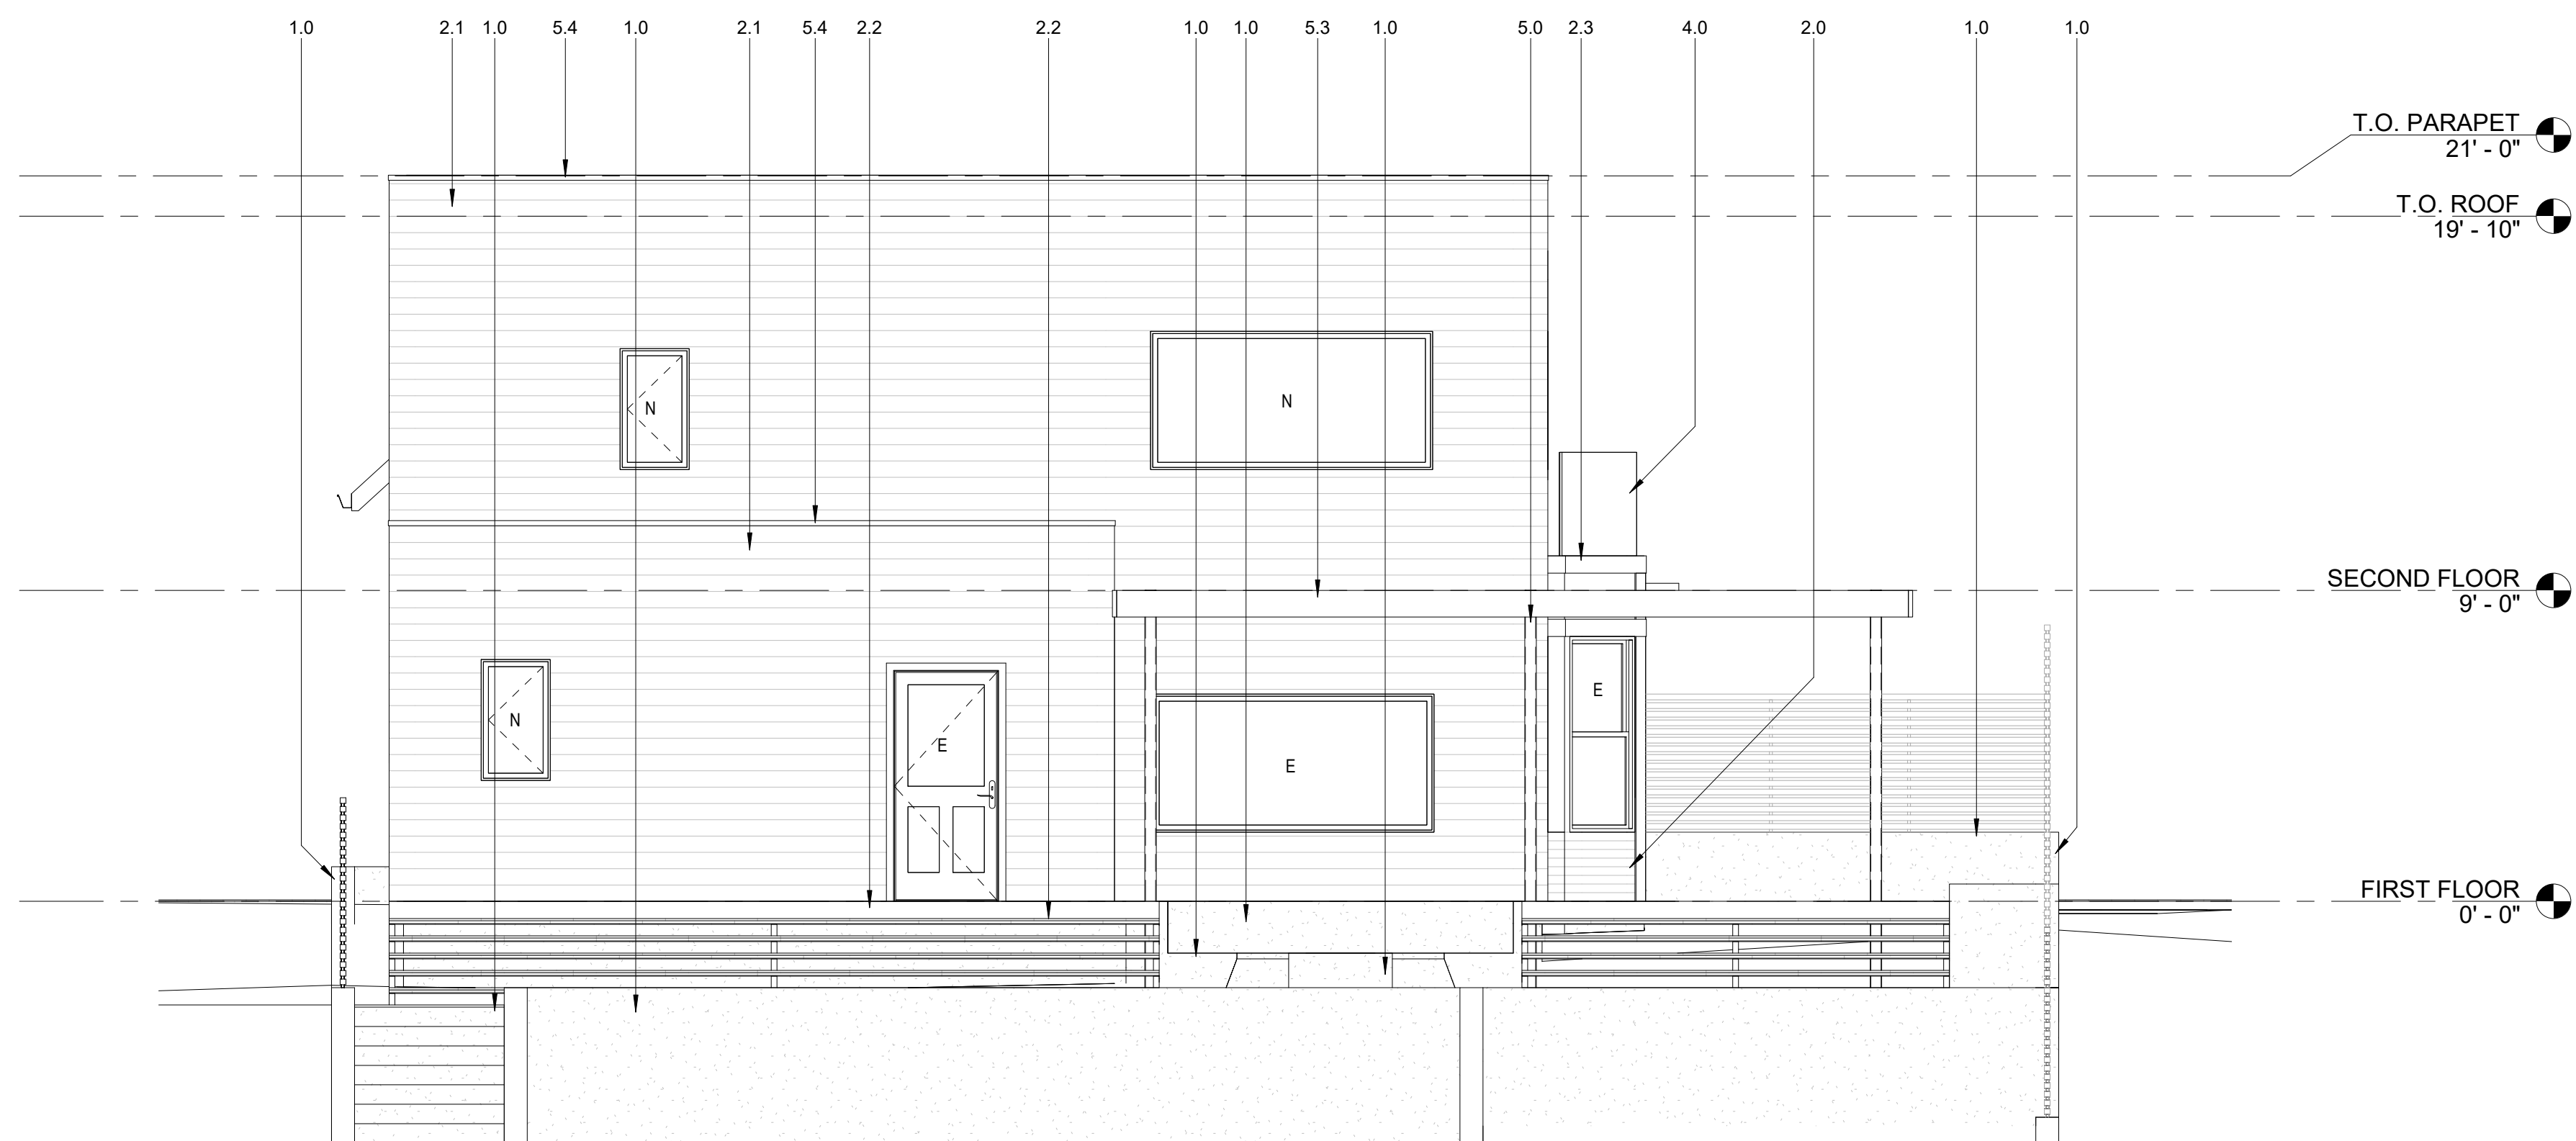 1.0 2.1 1.0 5.4 1.0 2.1 5.4 2.2 2.2 1.0 1.0 5.3 1.0 5.0 2.3 4.0 2.0 1.0 1.0
T.O. PARAPET
21' - 0"
T.O. ROOF
19' - 10"
N
N
SECOND FLOOR
9' - 0"
E
N
E
E
FIRST FLOOR
0' - 0"